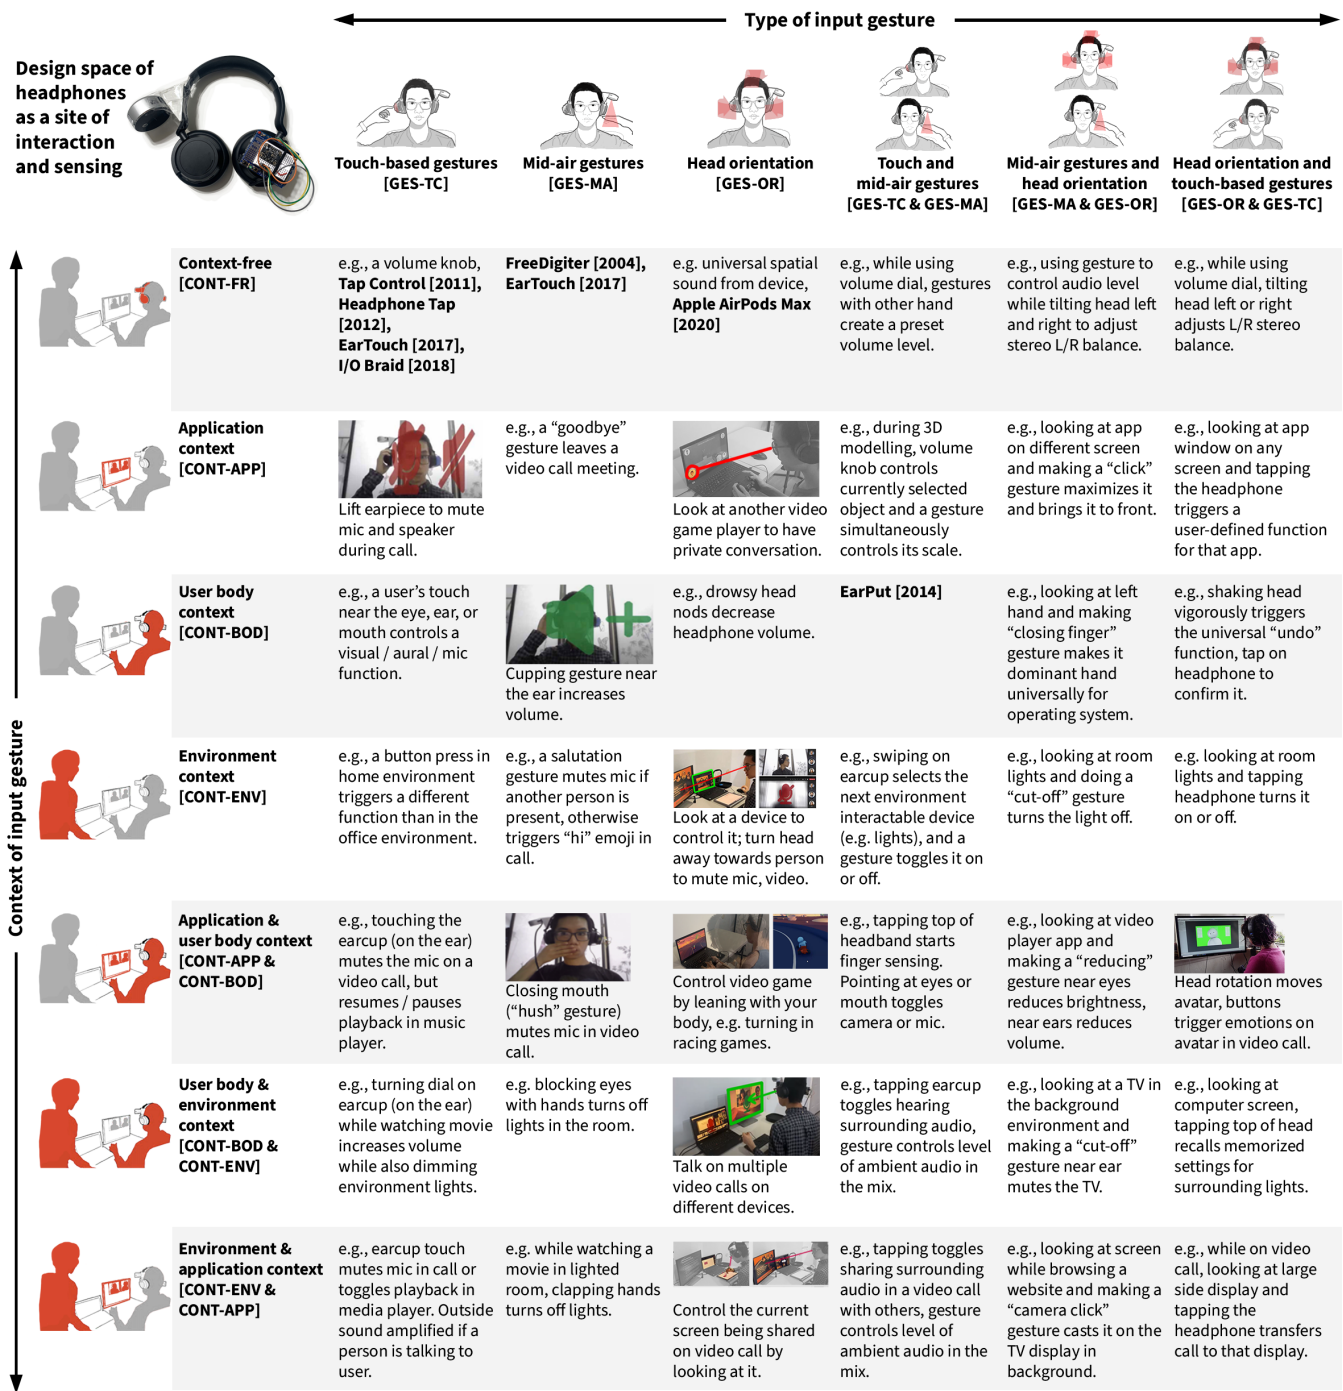 Type of input gesture
Design space of
headphones
as a site of
interaction
and sensing
Touch-based gestures
[GES-TC]
Mid-air gestures
[GES-MA]
Head orientation
[GES-OR]
Touch and
mid-air gestures
[GES-TC & GES-MA]
Mid-air gestures and
head orientation
[GES-MA & GES-OR]
Head orientation and
touch-based gestures
[GES-OR & GES-TC]
Context of input gesture
Context-free
[CONT-FR]
e.g., a volume knob,
Tap Control [2011],
Headphone Tap
[2012],
EarTouch [2017],
I/O Braid [2018]
FreeDigiter [2004],
EarTouch [2017]
e.g. universal spatial
sound from device,
Apple AirPods Max
[2020]
e.g., while using
volume dial, gestures
with other hand
create a preset
volume level.
e.g., using gesture to
control audio level
while tilting head left
and right to adjust
stereo L/R balance.
e.g., while using
volume dial, tilting
head left or right
adjusts L/R stereo
balance.
Application
context
[CONT-APP]
Lift earpiece to mute
mic and speaker
during call.
e.g., a “goodbye”
gesture leaves a
video call meeting.
Look at another video
game player to have
private conversation.
e.g., during 3D
modelling, volume
knob controls
currently selected
object and a gesture
simultaneously
controls its scale.
e.g., looking at app
on different screen
and making a “click”
gesture maximizes it
and brings it to front.
e.g., looking at app
window on any
screen and tapping
the headphone
triggers a
user-defined function
for that app.
User body
context
[CONT-BOD]
e.g., a user’s touch
near the eye, ear, or
mouth controls a
visual / aural / mic
function.
Cupping gesture near
the ear increases
volume.
e.g., drowsy head
nods decrease
headphone volume.
EarPut [2014]
e.g., looking at left
hand and making
“closing finger”
gesture makes it
dominant hand
universally for
operating system.
e.g., shaking head
vigorously triggers
the universal “undo”
function, tap on
headphone to
confirm it.
Environment
context
[CONT-ENV]
e.g., a button press in
home environment
triggers a different
function than in the
office environment.
e.g., a salutation
gesture mutes mic if
another person is
present, otherwise
triggers “hi” emoji in
call.
Look at a device to
control it; turn head
away towards person
to mute mic, video.
e.g., swiping on
earcup selects the
next environment
interactable device
(e.g. lights), and a
gesture toggles it on
or off.
e.g., looking at room
lights and doing a
“cut-off” gesture
turns the light off.
e.g. looking at room
lights and tapping
headphone turns it
on or off.
Application &
user body context
[CONT-APP &
CONT-BOD]
e.g., touching the
earcup (on the ear)
mutes the mic on a
video call, but
resumes / pauses
playback in music
player.
Closing mouth
(“hush” gesture)
mutes mic in video
call.
Control video game
by leaning with your
body, e.g. turning in
racing games.
e.g., tapping top of
headband starts
finger sensing.
Pointing at eyes or
mouth toggles
camera or mic.
e.g., looking at video
player app and
making a “reducing”
gesture near eyes
reduces brightness,
near ears reduces
volume.
Head rotation moves
avatar, buttons
trigger emotions on
avatar in video call.
User body &
environment
context
[CONT-BOD &
CONT-ENV]
e.g., turning dial on
earcup (on the ear)
while watching movie
increases volume
while also dimming
environment lights.
e.g. blocking eyes
with hands turns off
lights in the room.
Talk on multiple
video calls on
different devices.
e.g., tapping earcup
toggles hearing
surrounding audio,
gesture controls level
of ambient audio in
the mix.
e.g., looking at a TV in
the background
environment and
making a “cut-off”
gesture near ear
mutes the TV.
e.g., looking at
computer screen,
tapping top of head
recalls memorized
settings for
surrounding lights.
Environment &
application context
[CONT-ENV &
CONT-APP]
e.g., earcup touch
mutes mic in call or
toggles playback in
media player. Outside
sound amplified if a
person is talking to
user.
e.g. while watching a
movie in lighted
room, clapping hands
turns off lights.
Control the current
screen being shared
on video call by
looking at it.
e.g., tapping toggles
sharing surrounding
audio in a video call
with others, gesture
controls level of
ambient audio in the
mix.
e.g., looking at screen
while browsing a
website and making a
“camera click”
gesture casts it on the
TV display in
background.
e.g., while on video
call, looking at large
side display and
tapping the
headphone transfers
call to that display.